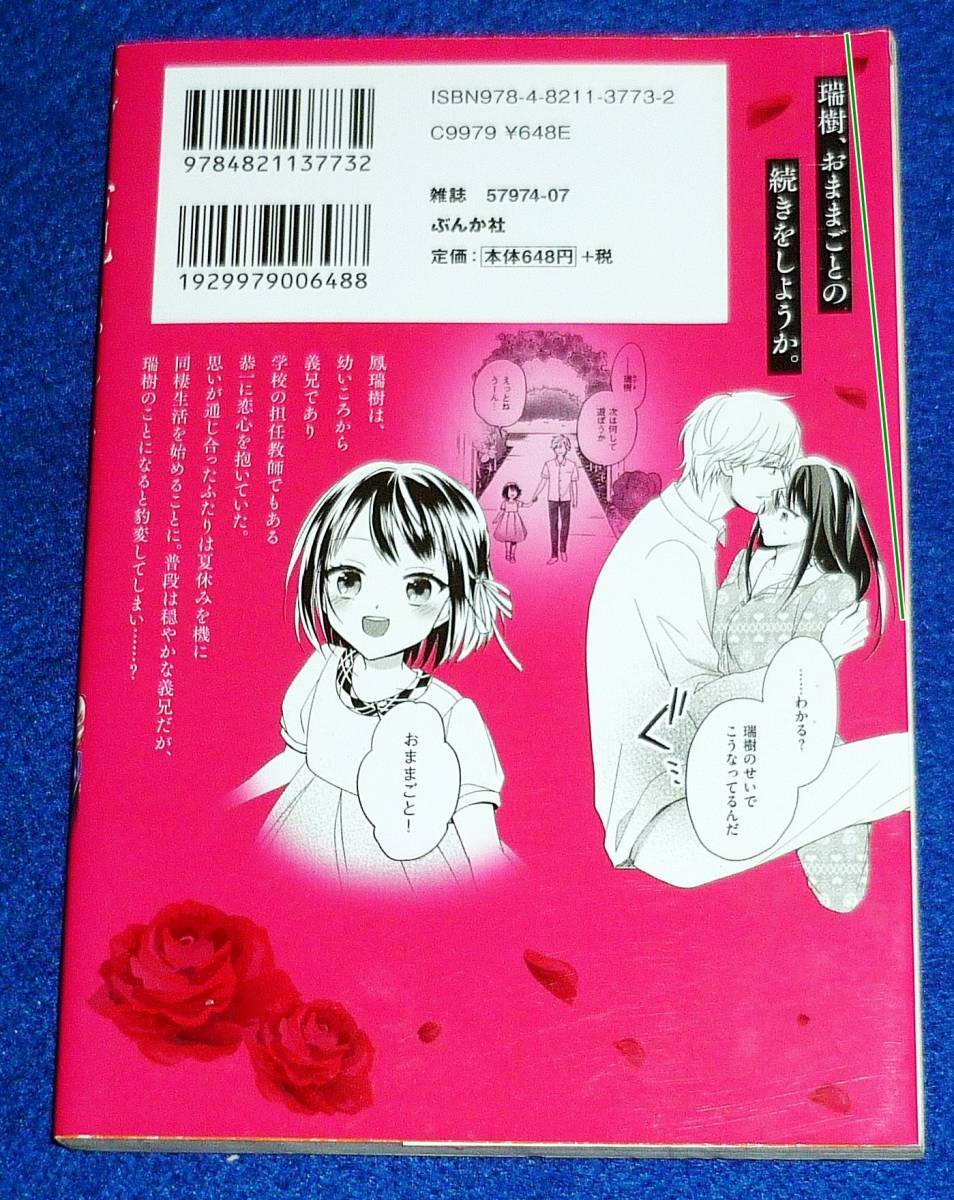 ISBN978-4-8211-3773-2
C9979 ¥648E
9784821137732
雑誌 57974-07
ぶんか社
定価：本体648円+税
1929979006488
瑞樹、おままごとの
続きをしようか。
――瑞樹
次は何して
遊ぼうか
えっとね
うーん…
鳳瑞樹は、
幼いころから
義兄であり
学校の担任教師でもある
恭一に恋心を抱いていた。
思いが通じ合ったふたりは夏休みを機に
同棲生活を始めることに。普段は穏やかな義兄だが、
瑞樹のことになると豹変してしまい……？
おままごと！
……わかる？
瑞樹のせいで
こうなってるんだ